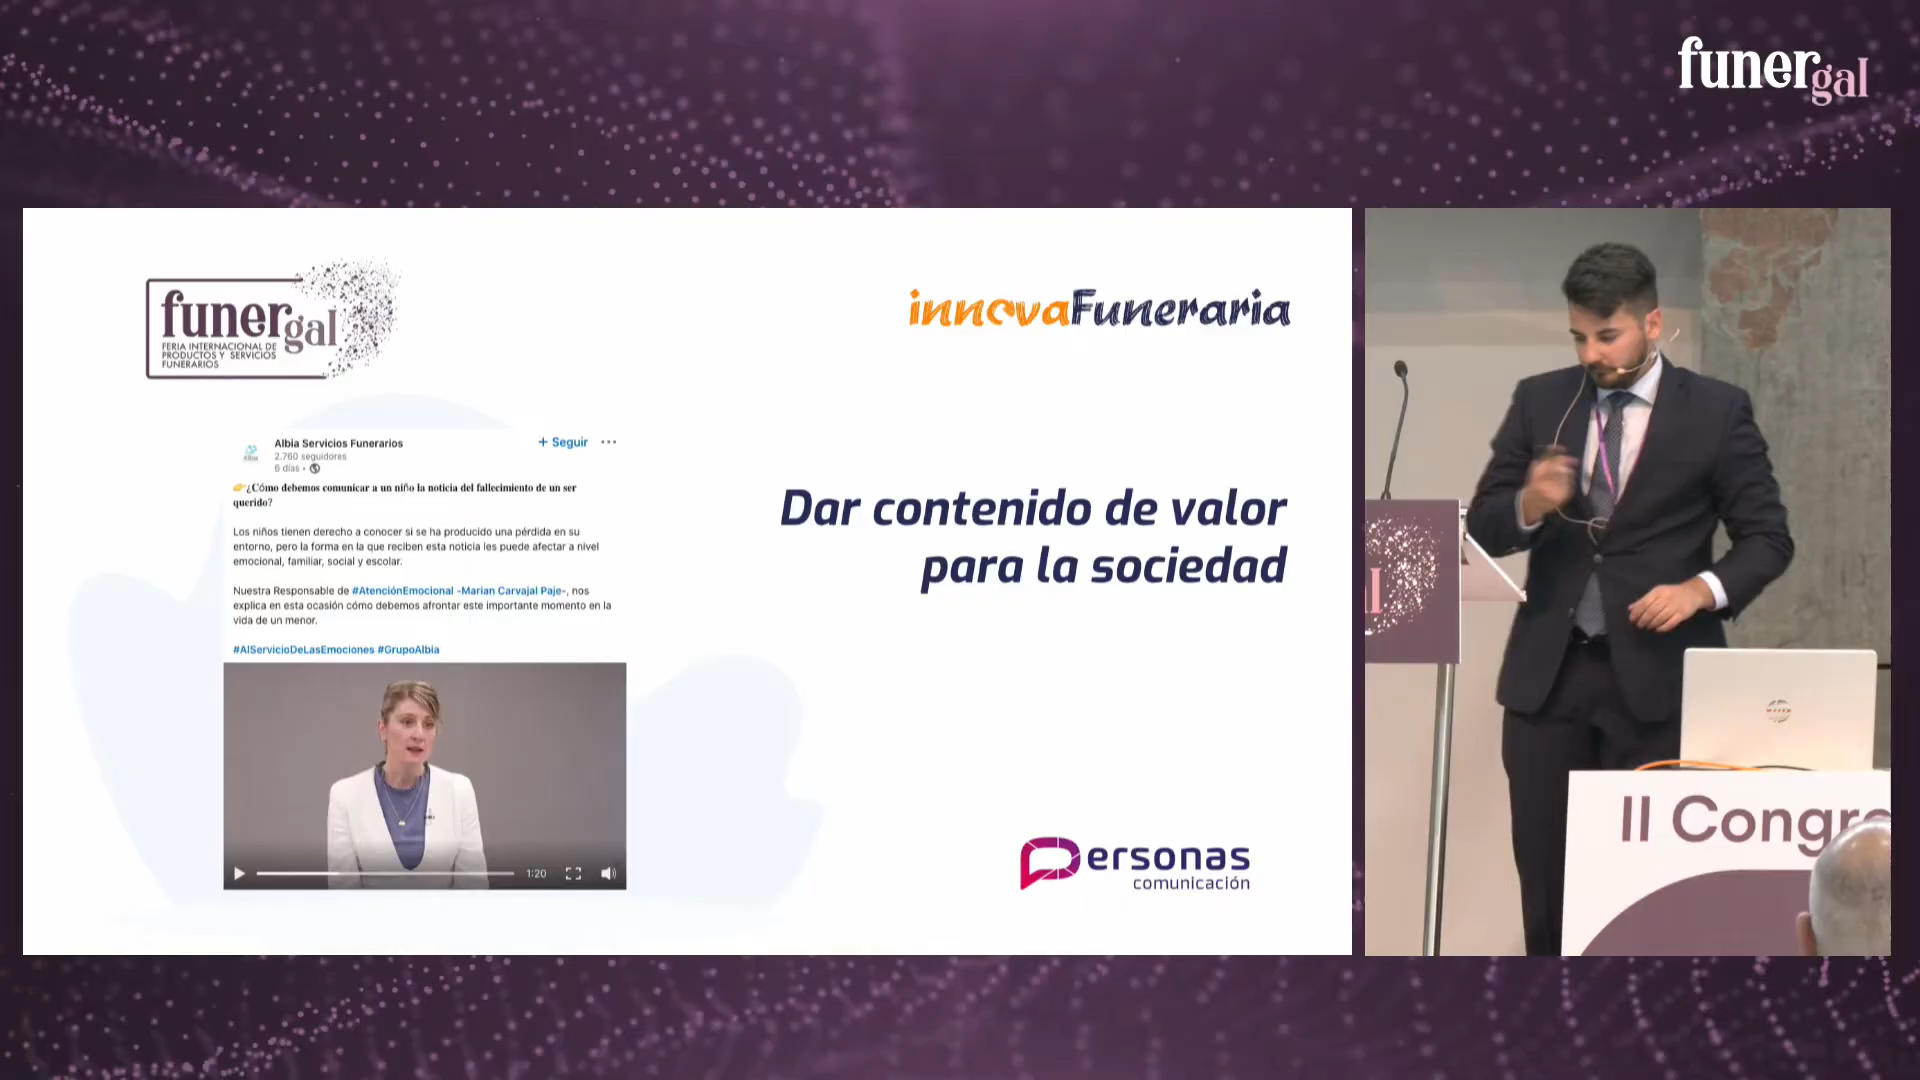 funergal
funergal
FERIA INTERNACIONAL DE
PRODUCTOS Y SERVICIOS
FUNERARIOS
innovaFuneraria
Albia Servicios Funerarios
2.760 seguidores
6 días •
+ Seguir ···
👉¿Cómo debemos comunicar a un niño la noticia del fallecimiento de un ser
querido?
Los niños tienen derecho a conocer si se ha producido una pérdida en su
entorno, pero la forma en la que reciben esta noticia les puede afectar a nivel
emocional, familiar, social y escolar.
Nuestra Responsable de #AtenciónEmocional -Marian Carvajal Paje-, nos
explica en esta ocasión cómo debemos afrontar este importante momento en la
vida de un menor.
#AlServicioDeLasEmociones #GrupoAlbia
1:20
Dar contenido de valor
para la sociedad
Personas
comunicación
II Congre